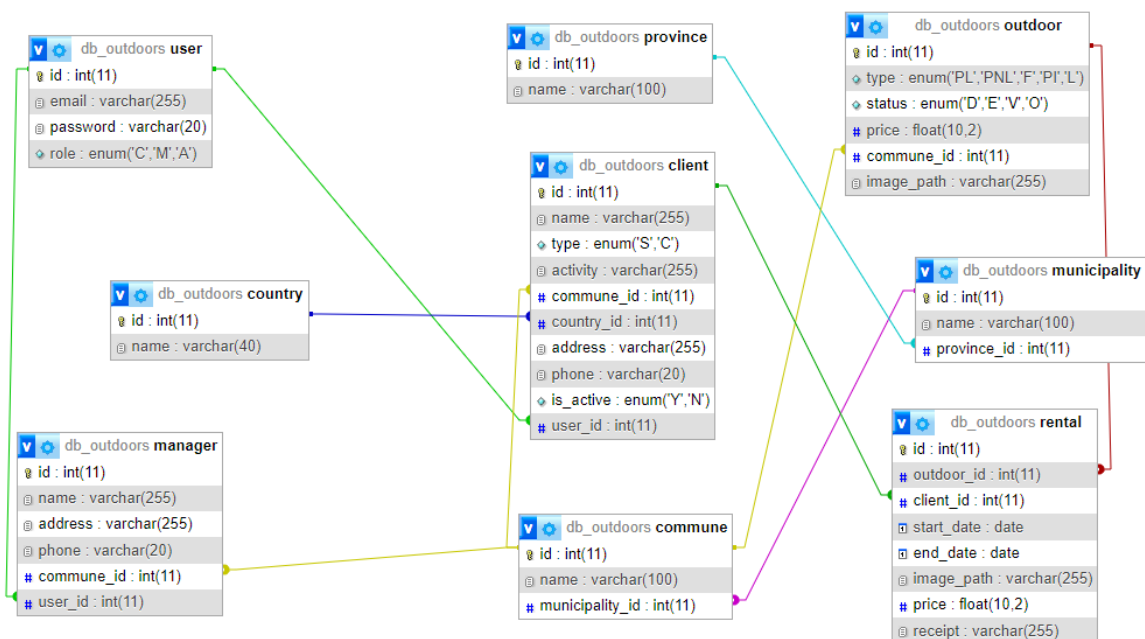 db_outdoors user
id : int(11)
email : varchar(255)
password : varchar(20)
role : enum('C','M','A')
db_outdoors province
id : int(11)
name : varchar(100)
db_outdoors outdoor
id : int(11)
type : enum('PL','PNL','F','PI','L')
status : enum('D','E','V','O')
price : float(10,2)
commune_id : int(11)
image_path : varchar(255)
db_outdoors client
id : int(11)
name : varchar(255)
type : enum('S','C')
activity : varchar(255)
commune_id : int(11)
country_id : int(11)
address : varchar(255)
phone : varchar(20)
is_active : enum('Y','N')
user_id : int(11)
db_outdoors country
id : int(11)
name : varchar(40)
db_outdoors municipality
id : int(11)
name : varchar(100)
province_id : int(11)
db_outdoors manager
id : int(11)
name : varchar(255)
address : varchar(255)
phone : varchar(20)
commune_id : int(11)
user_id : int(11)
db_outdoors commune
id : int(11)
name : varchar(100)
municipality_id : int(11)
db_outdoors rental
id : int(11)
outdoor_id : int(11)
client_id : int(11)
start_date : date
end_date : date
image_path : varchar(255)
price : float(10,2)
receipt : varchar(255)